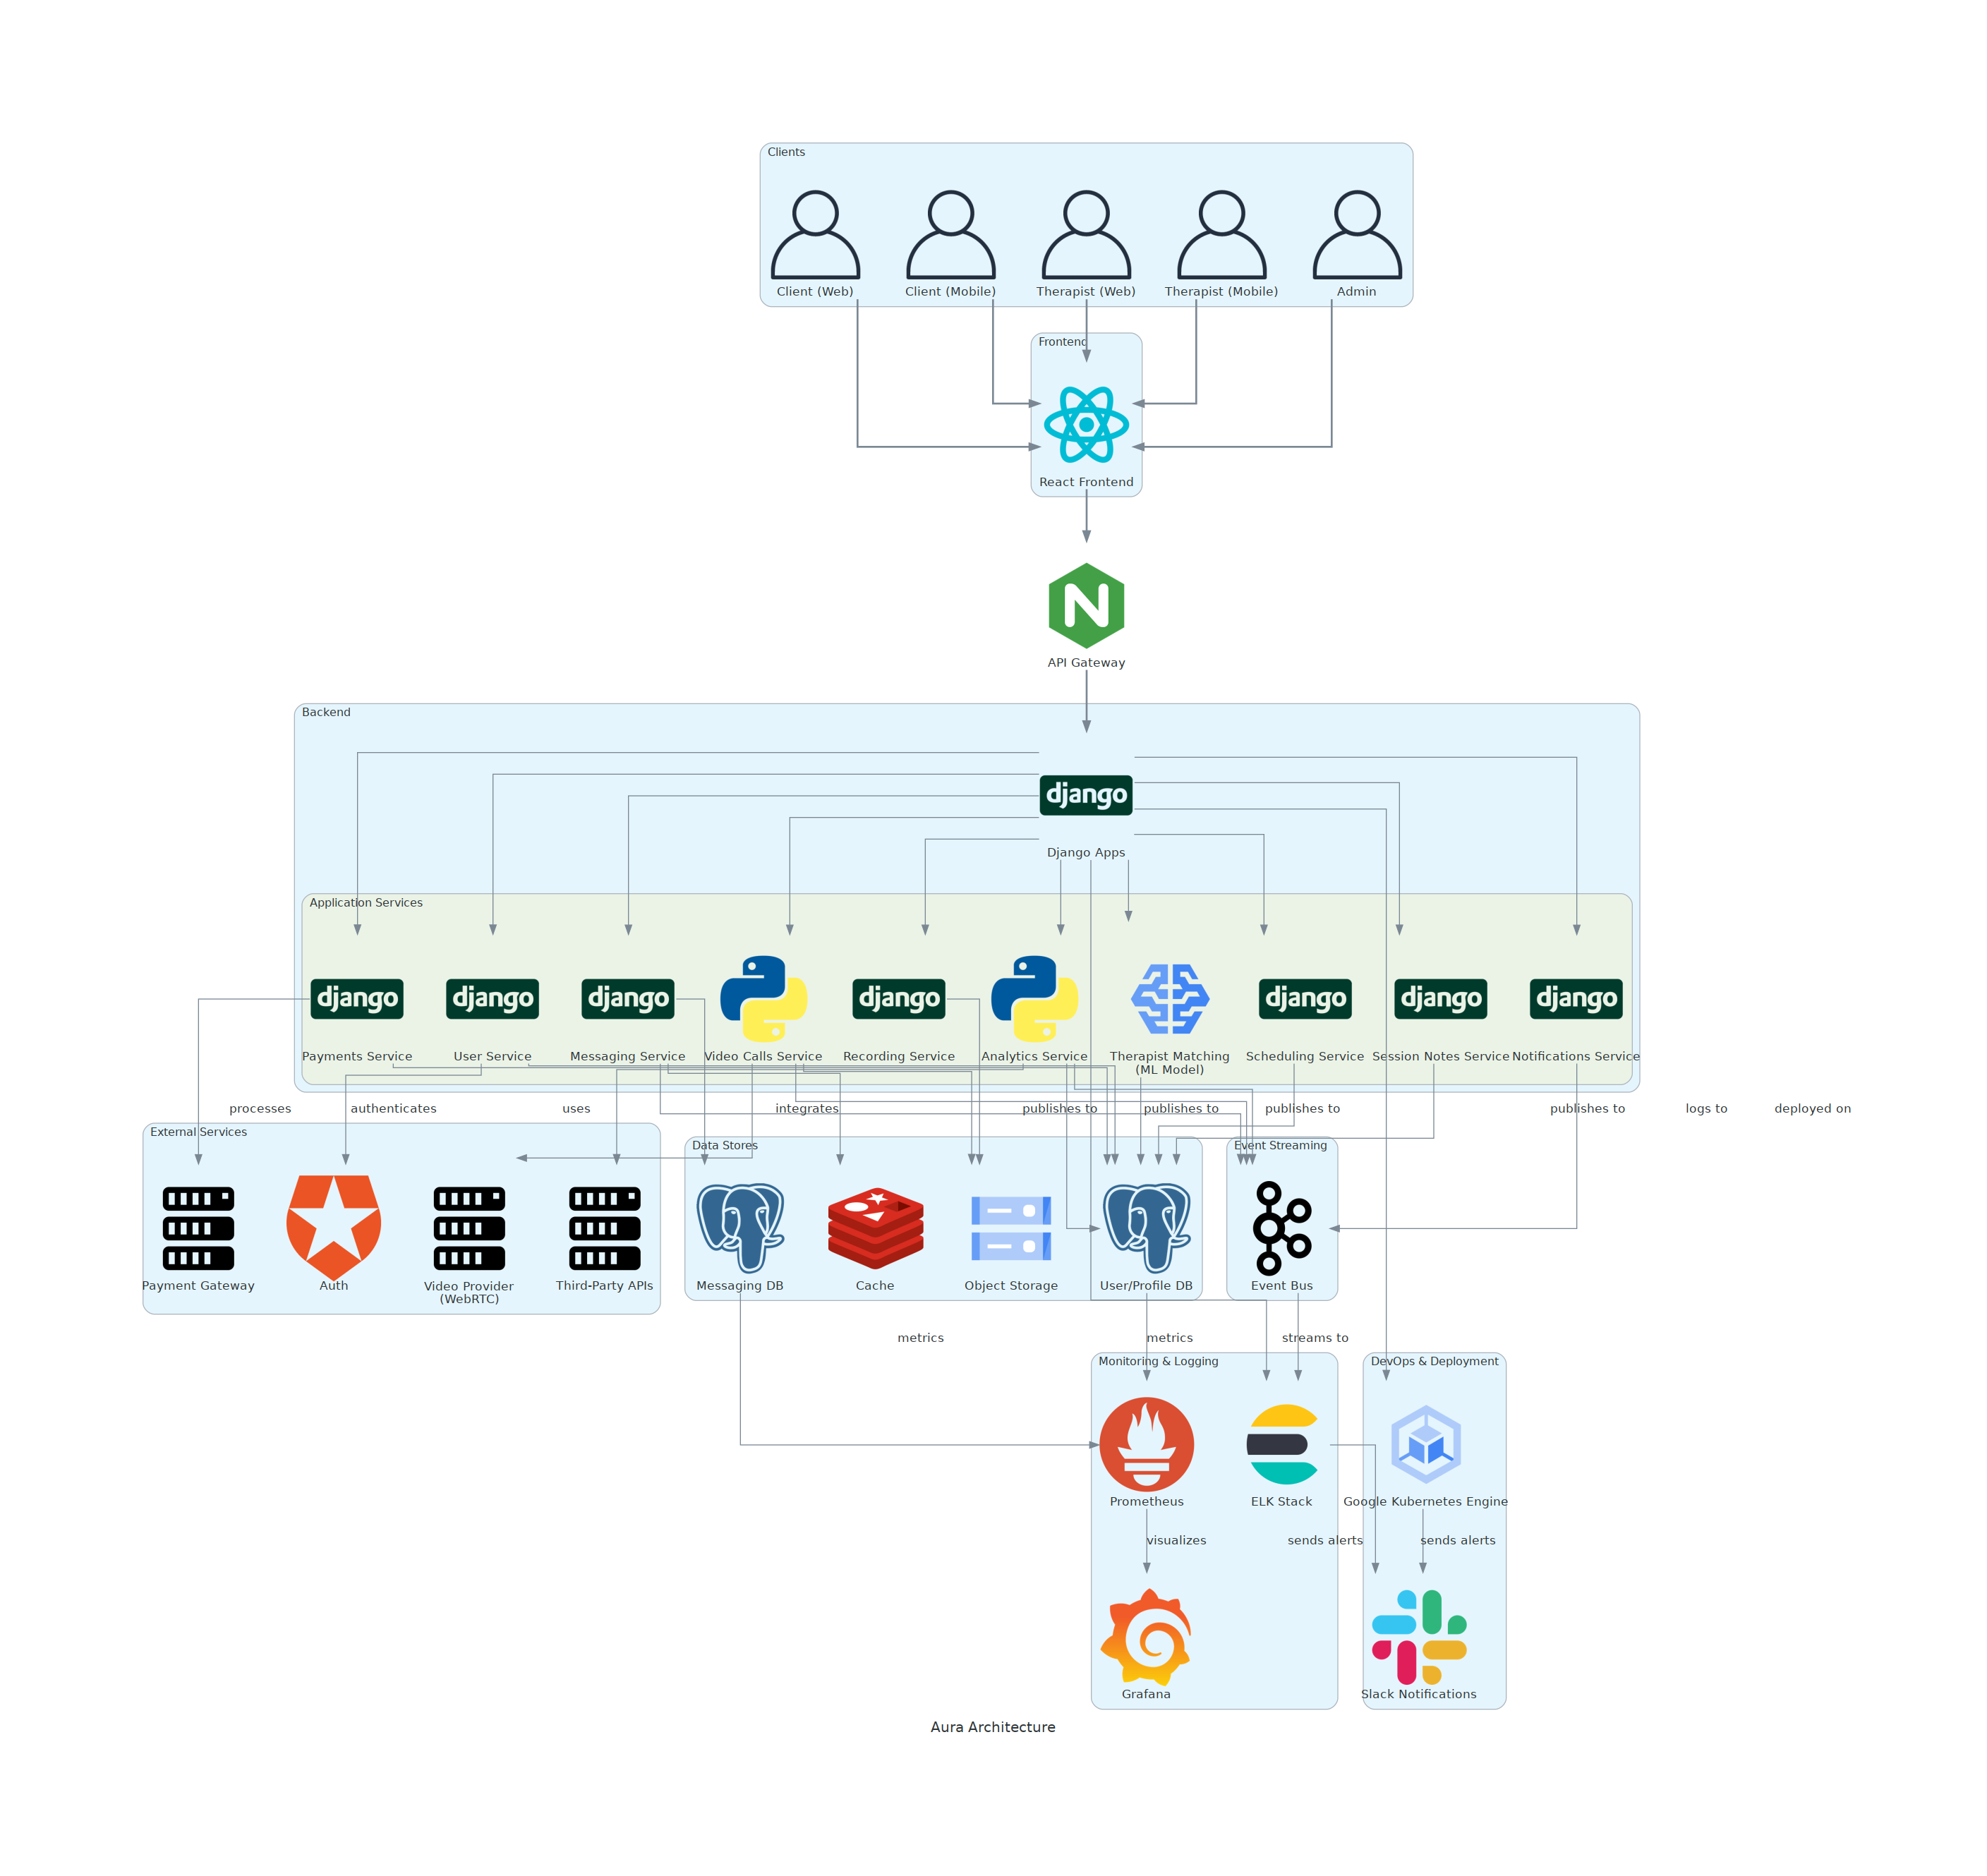 Clients
Client (Web)
Client (Mobile)
Therapist (Web)
Therapist (Mobile)
Admin
Frontend
React Frontend
API Gateway
Backend
django
Django Apps
Application Services
django
django
django
django
django
django
django
Payments Service
User Service
Messaging Service
Video Calls Service
Recording Service
Analytics Service
Therapist Matching
(ML Model)
Scheduling Service
Session Notes Service
Notifications Service
processes
authenticates
uses
integrates
publishes to
publishes to
publishes to
publishes to
logs to
deployed on
External Services
Payment Gateway
Auth
Video Provider
(WebRTC)
Third-Party APIs
Data Stores
Messaging DB
Cache
Object Storage
User/Profile DB
Event Streaming
Event Bus
metrics
metrics
streams to
Monitoring & Logging
Prometheus
ELK Stack
DevOps & Deployment
Google Kubernetes Engine
visualizes
sends alerts
sends alerts
Grafana
Slack Notifications
Aura Architecture